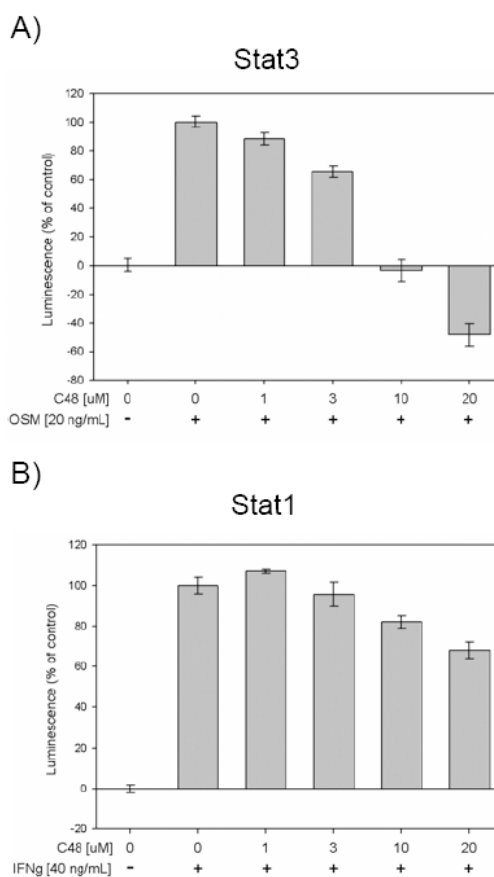 A)
Stat3
Luminescence (% of control)
120
100
80
60
40
20
0
-20
-40
-60
-80
C48 [uM] 0 0 1 3 10 20
OSM [20 ng/mL] - + + + + +
B)
Stat1
Luminescence (% of control)
120
100
80
60
40
20
0
-20
C48 [uM] 0 0 1 3 10 20
IFNg [40 ng/mL] - + + + + +